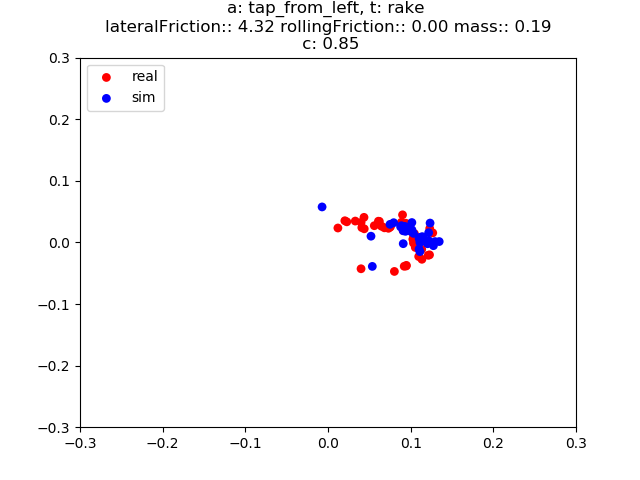 a: tap_from_left, t: rake
lateralFriction:: 4.32 rollingFriction:: 0.00 mass:: 0.19
c: 0.85
real
sim
0.3
0.2
0.1
0.0
−0.1
−0.2
−0.3
−0.3
−0.2
−0.1
0.0
0.1
0.2
0.3